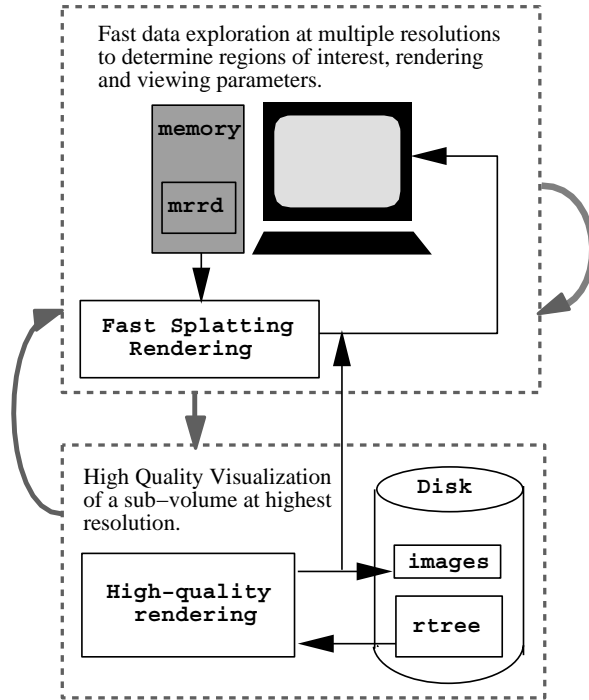 Fast data exploration at multiple resolutions
to determine regions of interest, rendering
and viewing parameters.
memory
mrrd
Fast Splatting
Rendering
High Quality Visualization
of a sub−volume at highest
resolution.
Disk
images
High-quality
rendering
rtree